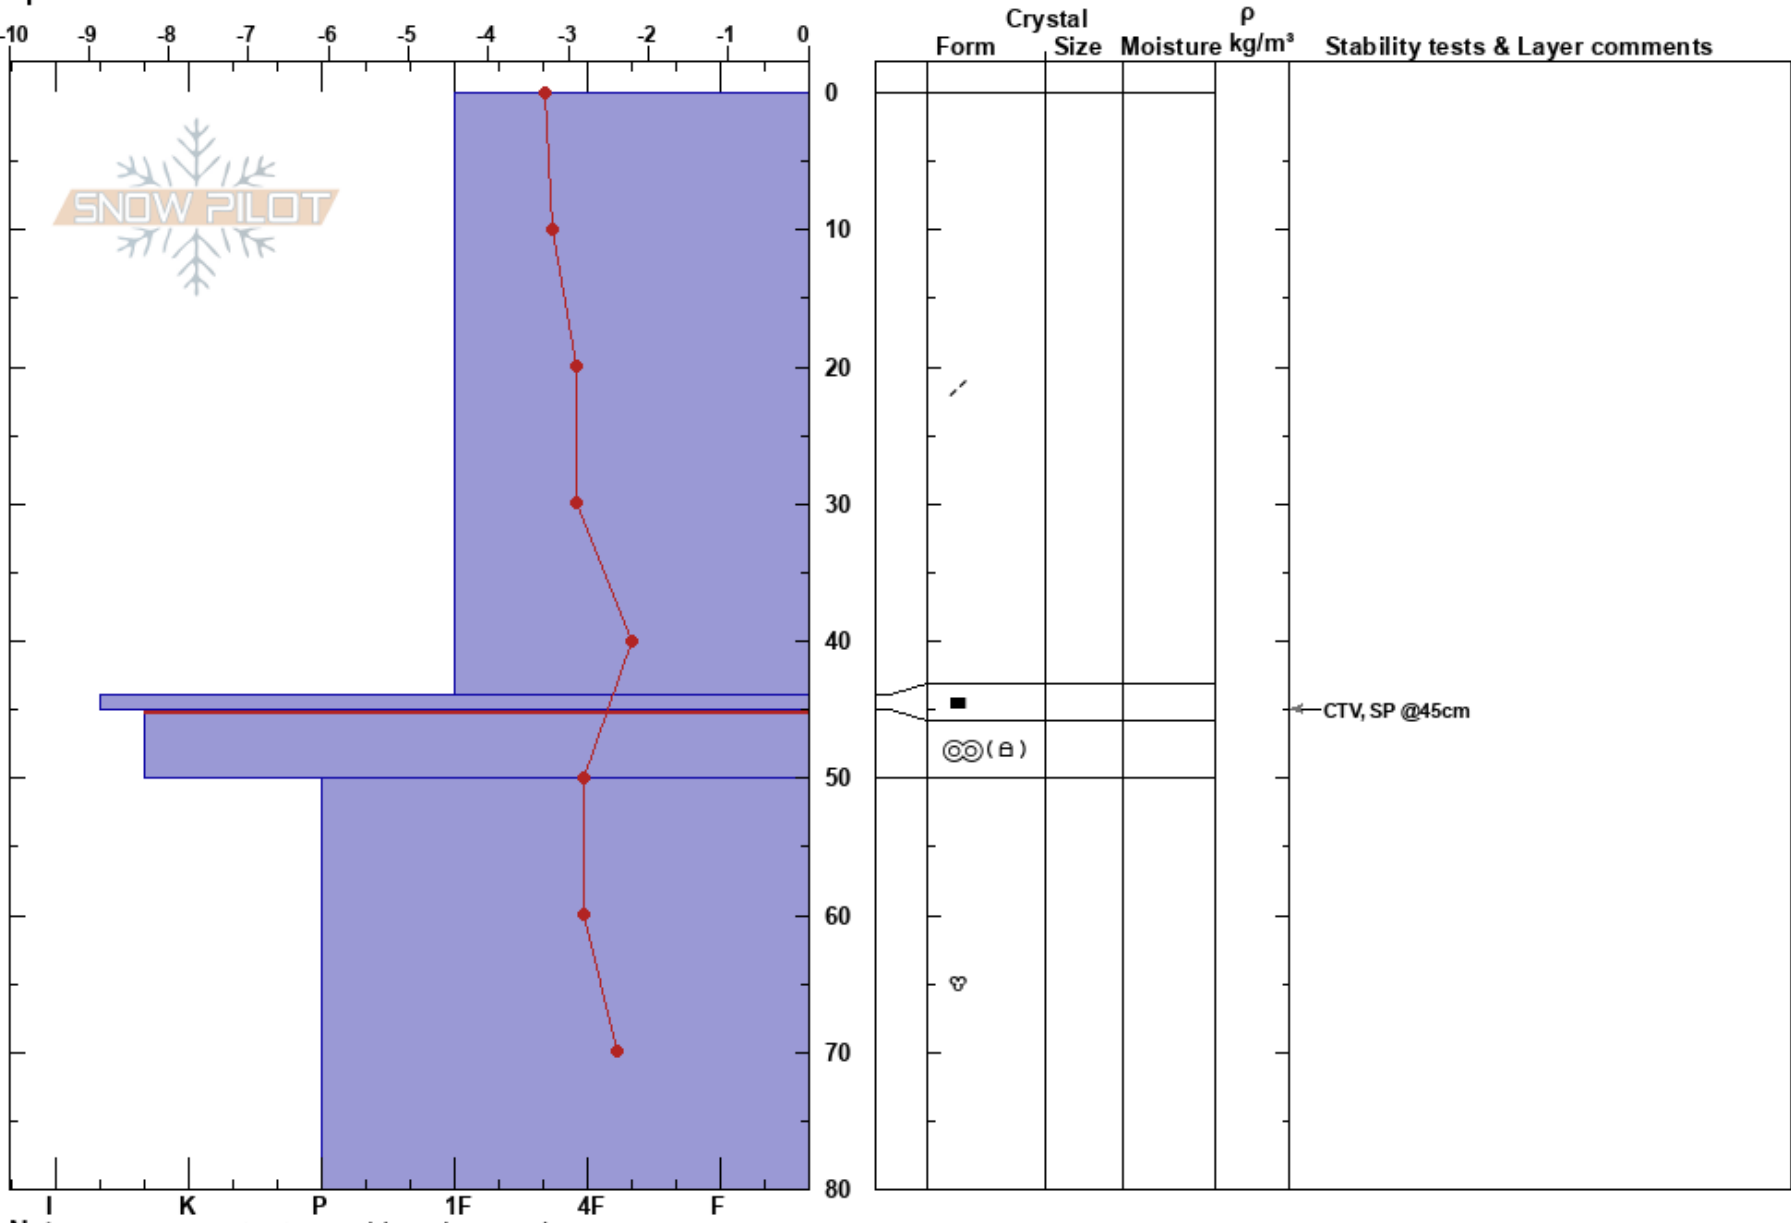 -10 -9 -8 -7 -6 -5 -4 -3 -2 -1 0
Crystal
ρ
Form Size Moisture kg/m³ Stability tests & Layer comments
0
SNOW PILOT
10
20
30
40
CTV, SP @45cm
50
60
70
80
I K P 1F 4F F